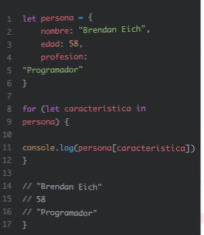 1 let persona = {
2 nombre: "Brendan Eich",
3 edad: 58,
4 profesion:
5 "Programador"
6 }
7
8 for (let caracteristica in
9 persona) {
10
11 console.log(persona[caracteristica])
12 }
13
14 // "Brendan Eich"
15 // 58
16 // "Programador"
17 }